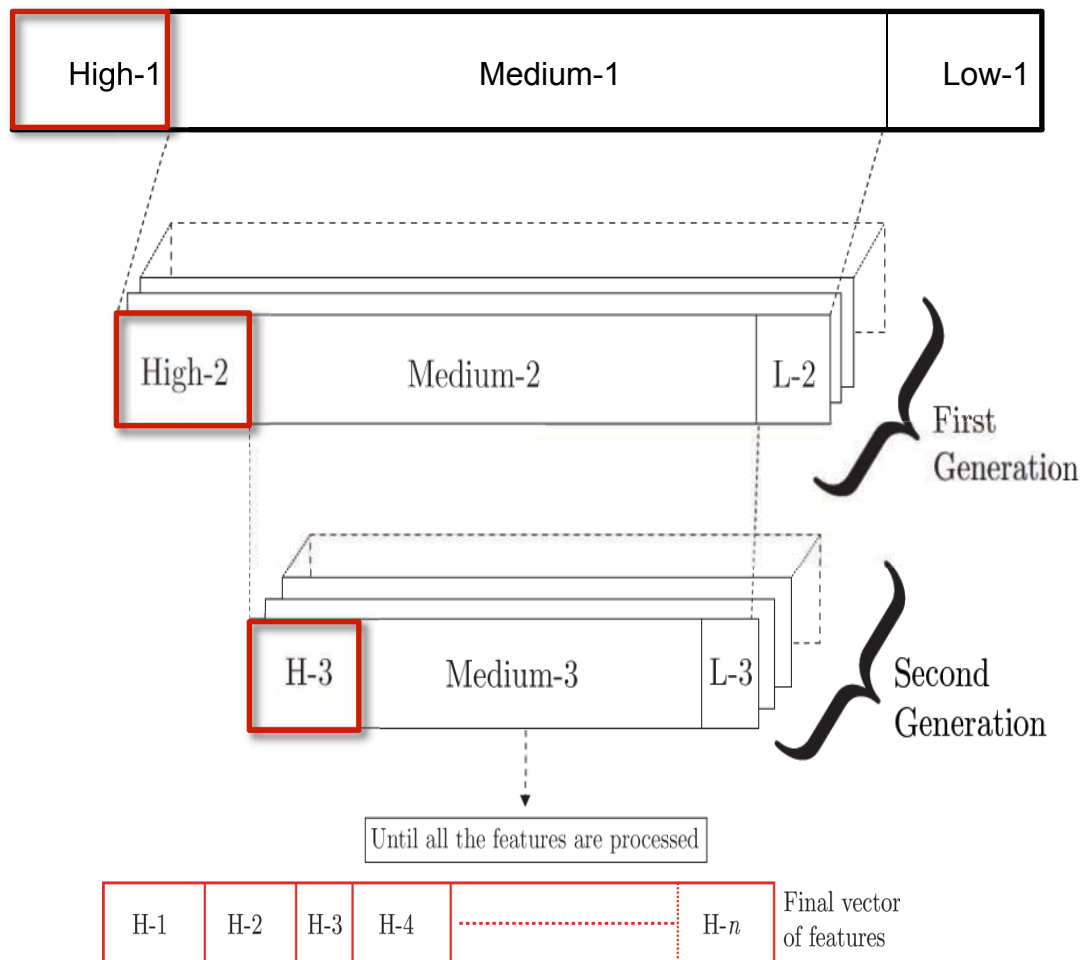 High-1 Medium-1 Low-1
High-2 Medium-2 L-2
First
Generation
H-3 Medium-3 L-3
Second
Generation
Until all the features are processed
H-1 H-2 H-3 H-4 H-n
Final vector
of features